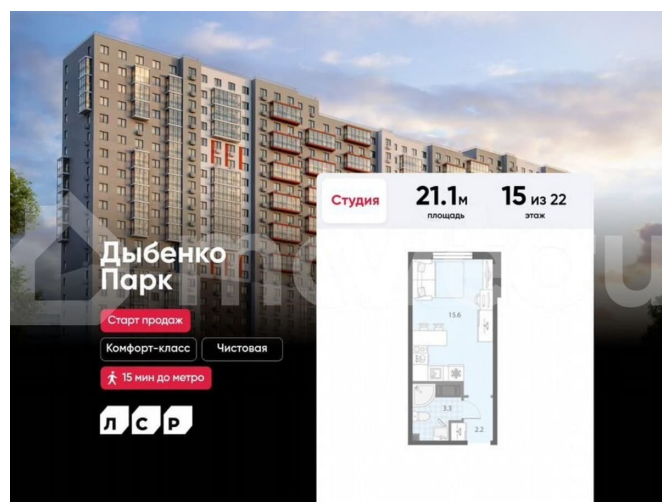 Студия
21.1м
площадь
15 из 22
этаж
Дыбенко
Парк
Старт продаж
Комфорт-класс
Чистовая
15 мин до метро
ЛСР
15.6
3.3
2.2